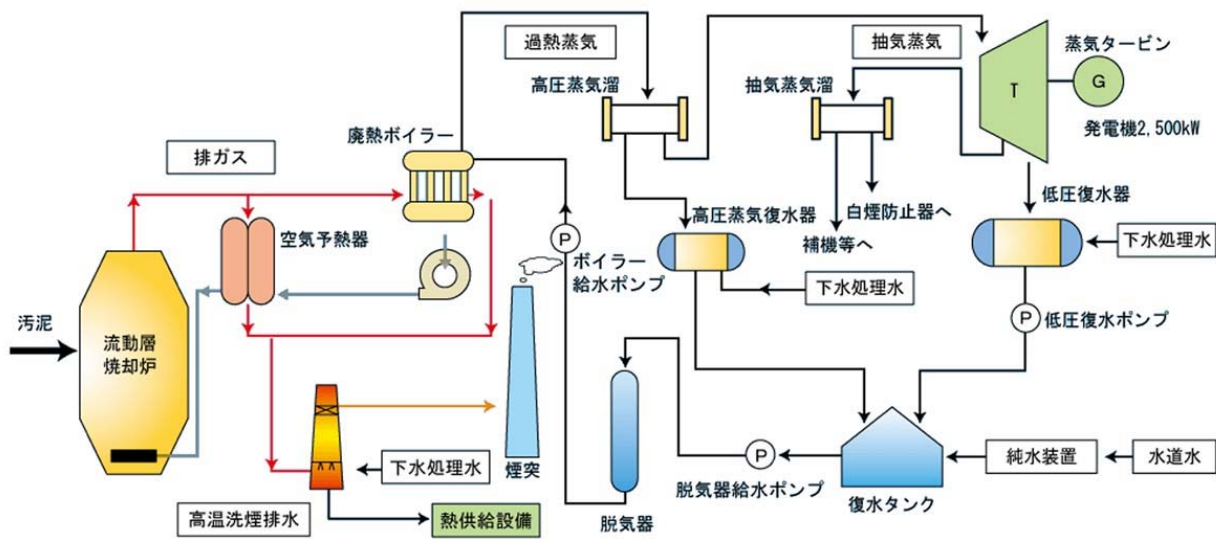 過熱蒸気
抽気蒸気
蒸気タービン
高圧蒸気溜
抽気蒸気溜
T
G
発電機2,500kW
廃熱ボイラー
排ガス
低圧復水器
白煙防止器へ
高圧蒸気復水器
補機等へ
空気予熱器
P
ボイラー
給水ポンプ
下水処理水
下水処理水
汚泥
流動層
焼却炉
P
低圧復水ポンプ
下水処理水
煙突
P
脱気器給水ポンプ
純水装置
水道水
復水タンク
高温洗煙排水
熱供給設備
脱気器